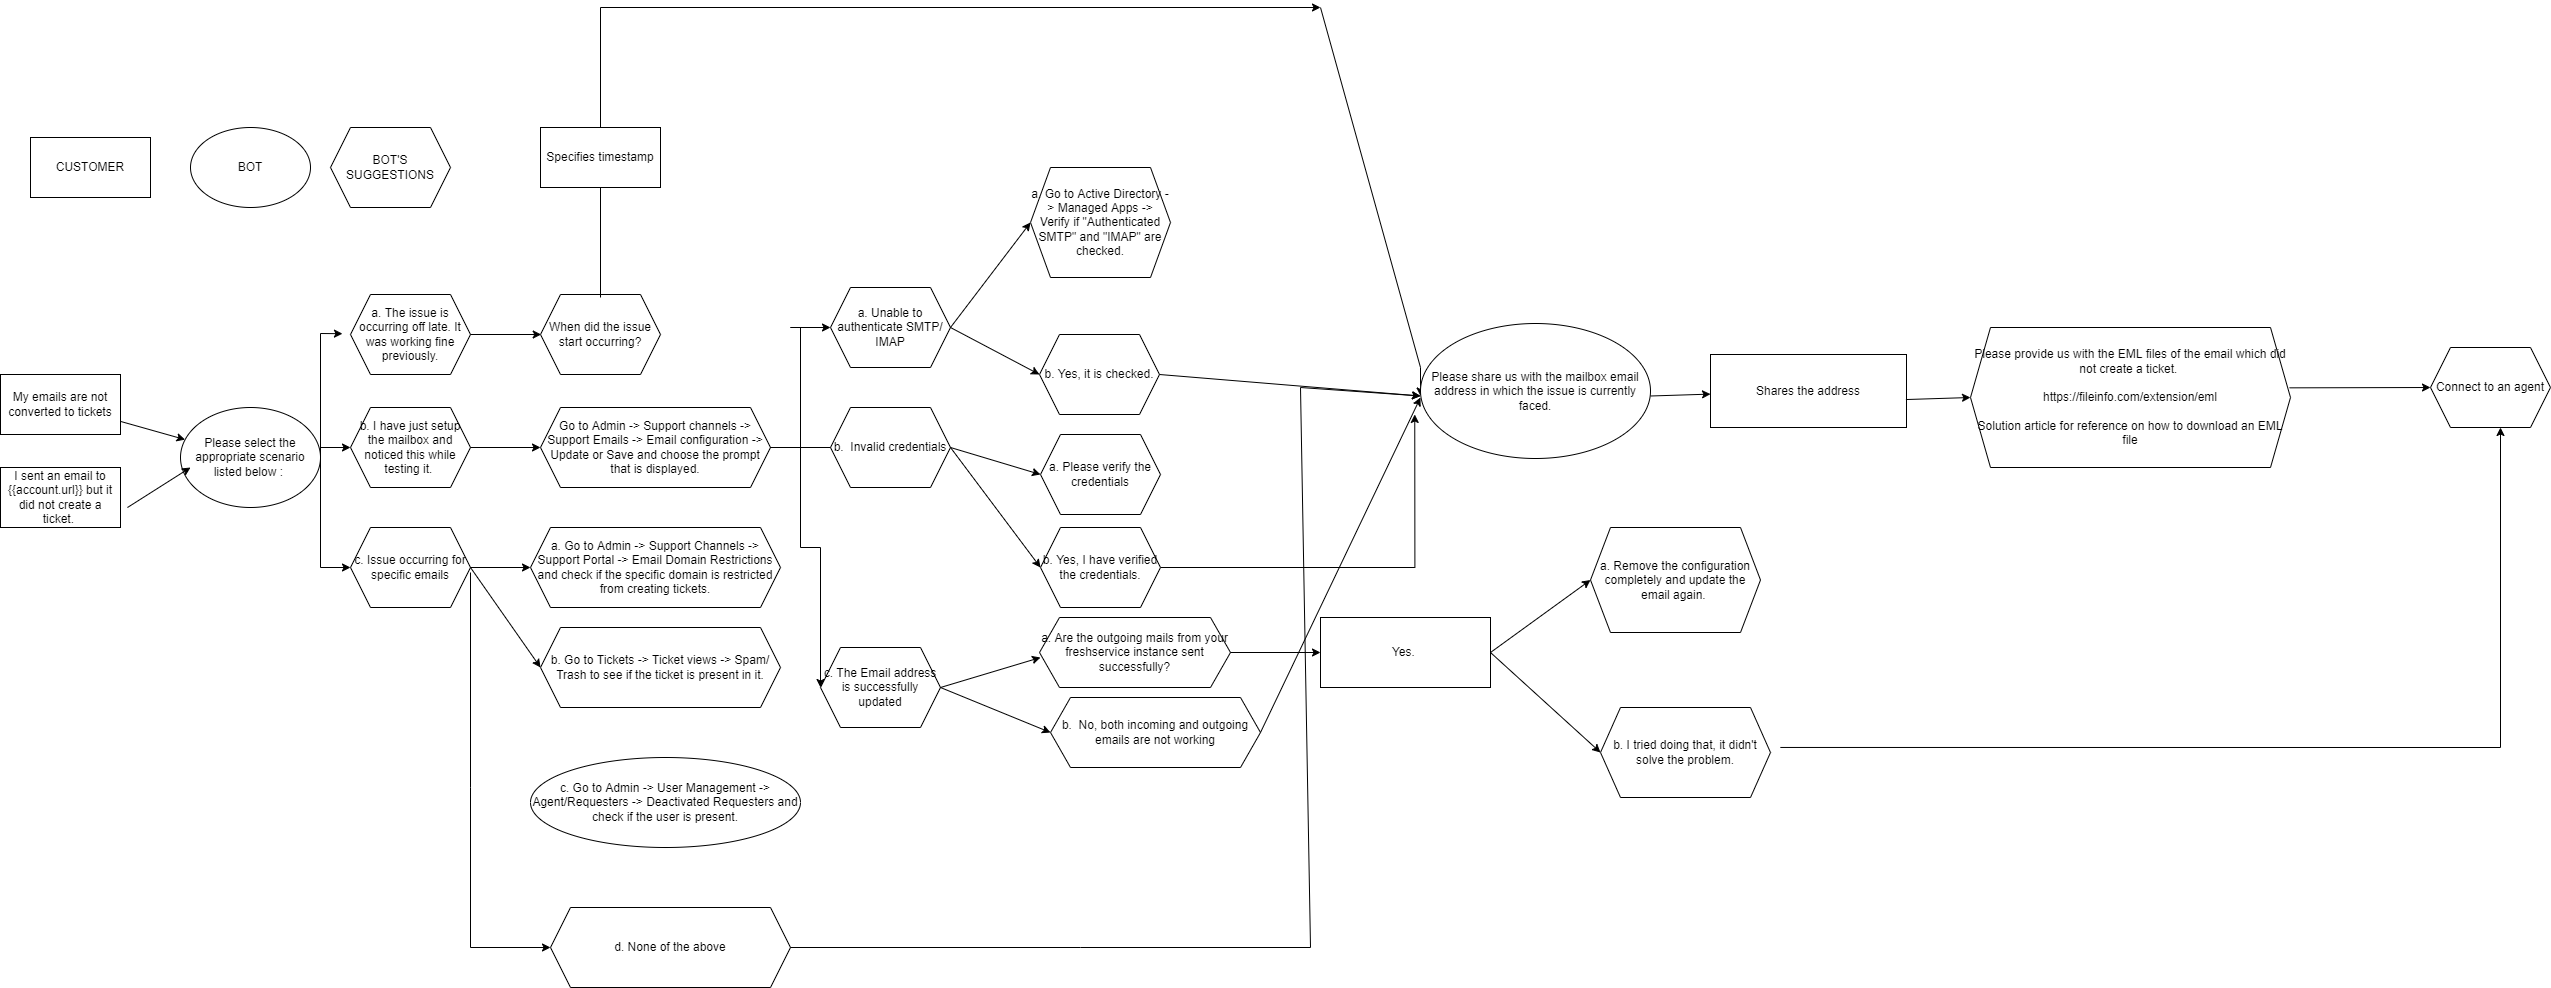 CUSTOMER
BOT
BOT'S
SUGGESTIONS
Specifies timestamp
a. Go to Active Directory -
> Managed Apps ->
Verify if "Authenticated
SMTP" and "IMAP" are
checked.
a. The issue is
occurring off late. It
was working fine
previously.
When did the issue
start occurring?
a. Unable to
authenticate SMTP/
IMAP
b. Yes, it is checked.
Please share us with the mailbox email
address in which the issue is currently
faced.
Shares the address
Please provide us with the EML files of the email which did
not create a ticket.
https://fileinfo.com/extension/eml
Solution article for reference on how to download an EML
file
Connect to an agent
My emails are not
converted to tickets
I sent an email to
{{account.url}} but it
did not create a
ticket.
Please select the
appropriate scenario
listed below :
b. I have just setup
the mailbox and
noticed this while
testing it.
Go to Admin -> Support channels ->
Support Emails -> Email configuration ->
Update or Save and choose the prompt
that is displayed.
b.  Invalid credentials
a. Please verify the
credentials
b. Yes, I have verified
the credentials.
c. Issue occurring for
specific emails
a. Go to Admin -> Support Channels ->
Support Portal -> Email Domain Restrictions
and check if the specific domain is restricted
from creating tickets.
b. Go to Tickets -> Ticket views -> Spam/
Trash to see if the ticket is present in it.
c. The Email address
is successfully
updated
a. Are the outgoing mails from your
freshservice instance sent
successfully?
b.  No, both incoming and outgoing
emails are not working
Yes.
a. Remove the configuration
completely and update the
email again.
b. I tried doing that, it didn't
solve the problem.
c. Go to Admin -> User Management ->
Agent/Requesters -> Deactivated Requesters and
check if the user is present.
d. None of the above